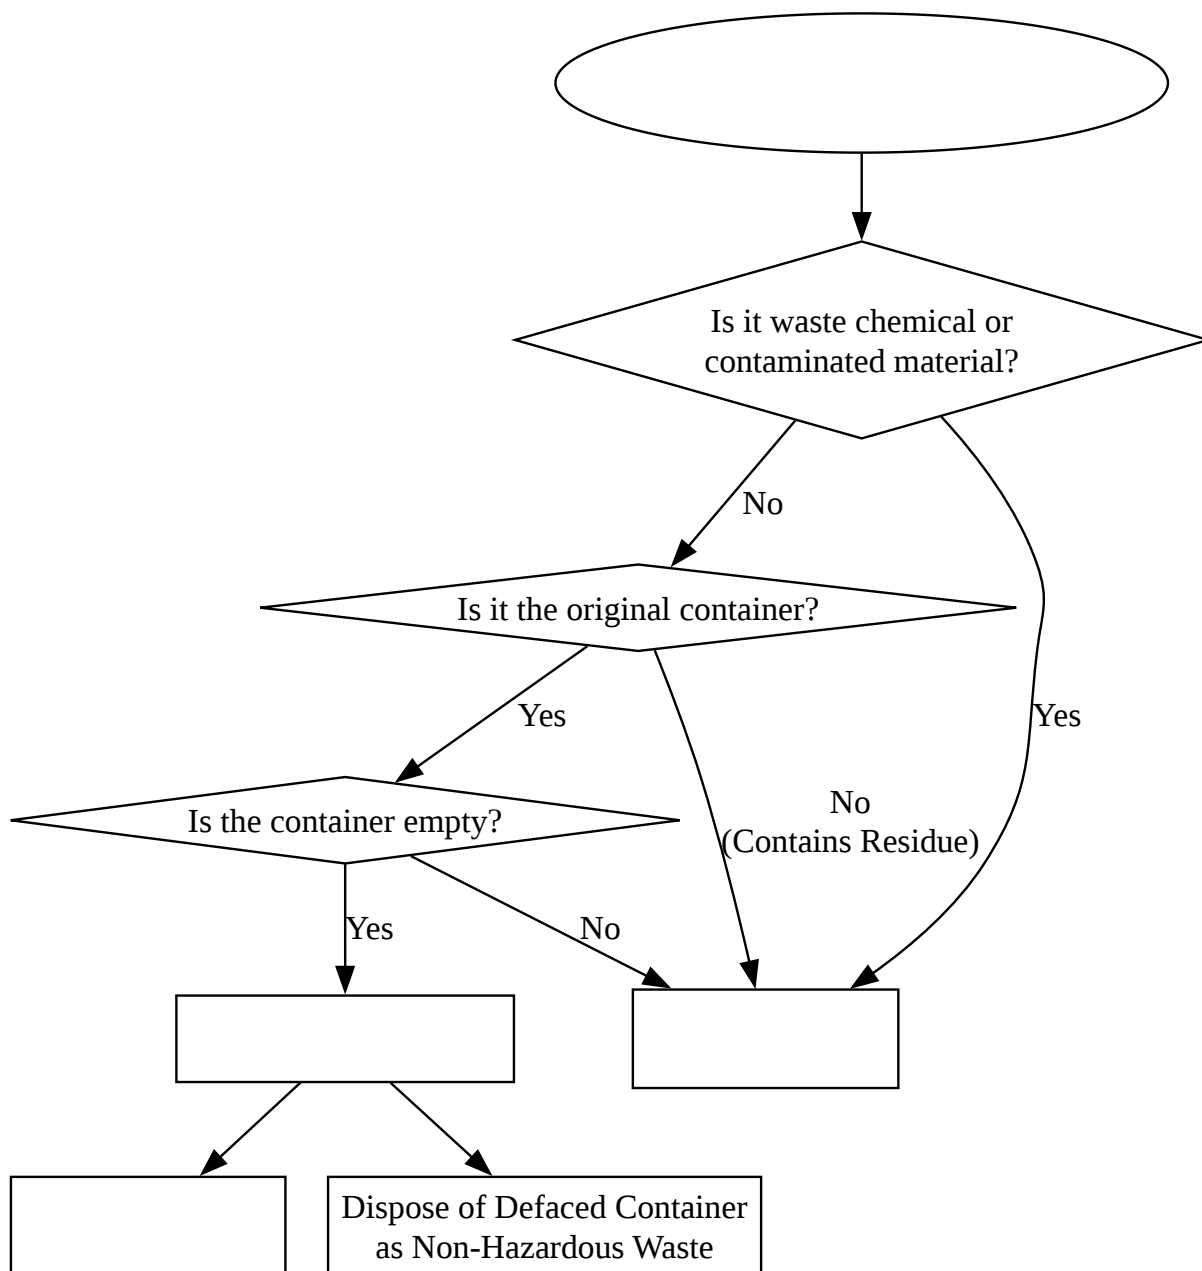 Is it waste chemical or
contaminated material?
No
Is it the original container?
Yes
Yes
Is the container empty?
No
(Contains Residue)
Yes
No
Dispose of Defaced Container
as Non-Hazardous Waste